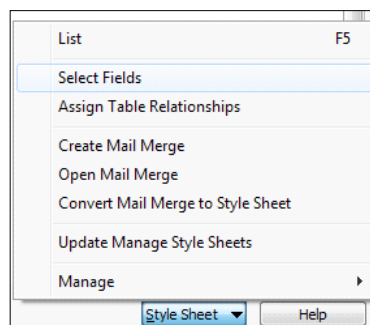 List F5
Select Fields
Assign Table Relationships
Create Mail Merge
Open Mail Merge
Convert Mail Merge to Style Sheet
Update Manage Style Sheets
Manage
Style Sheet Help